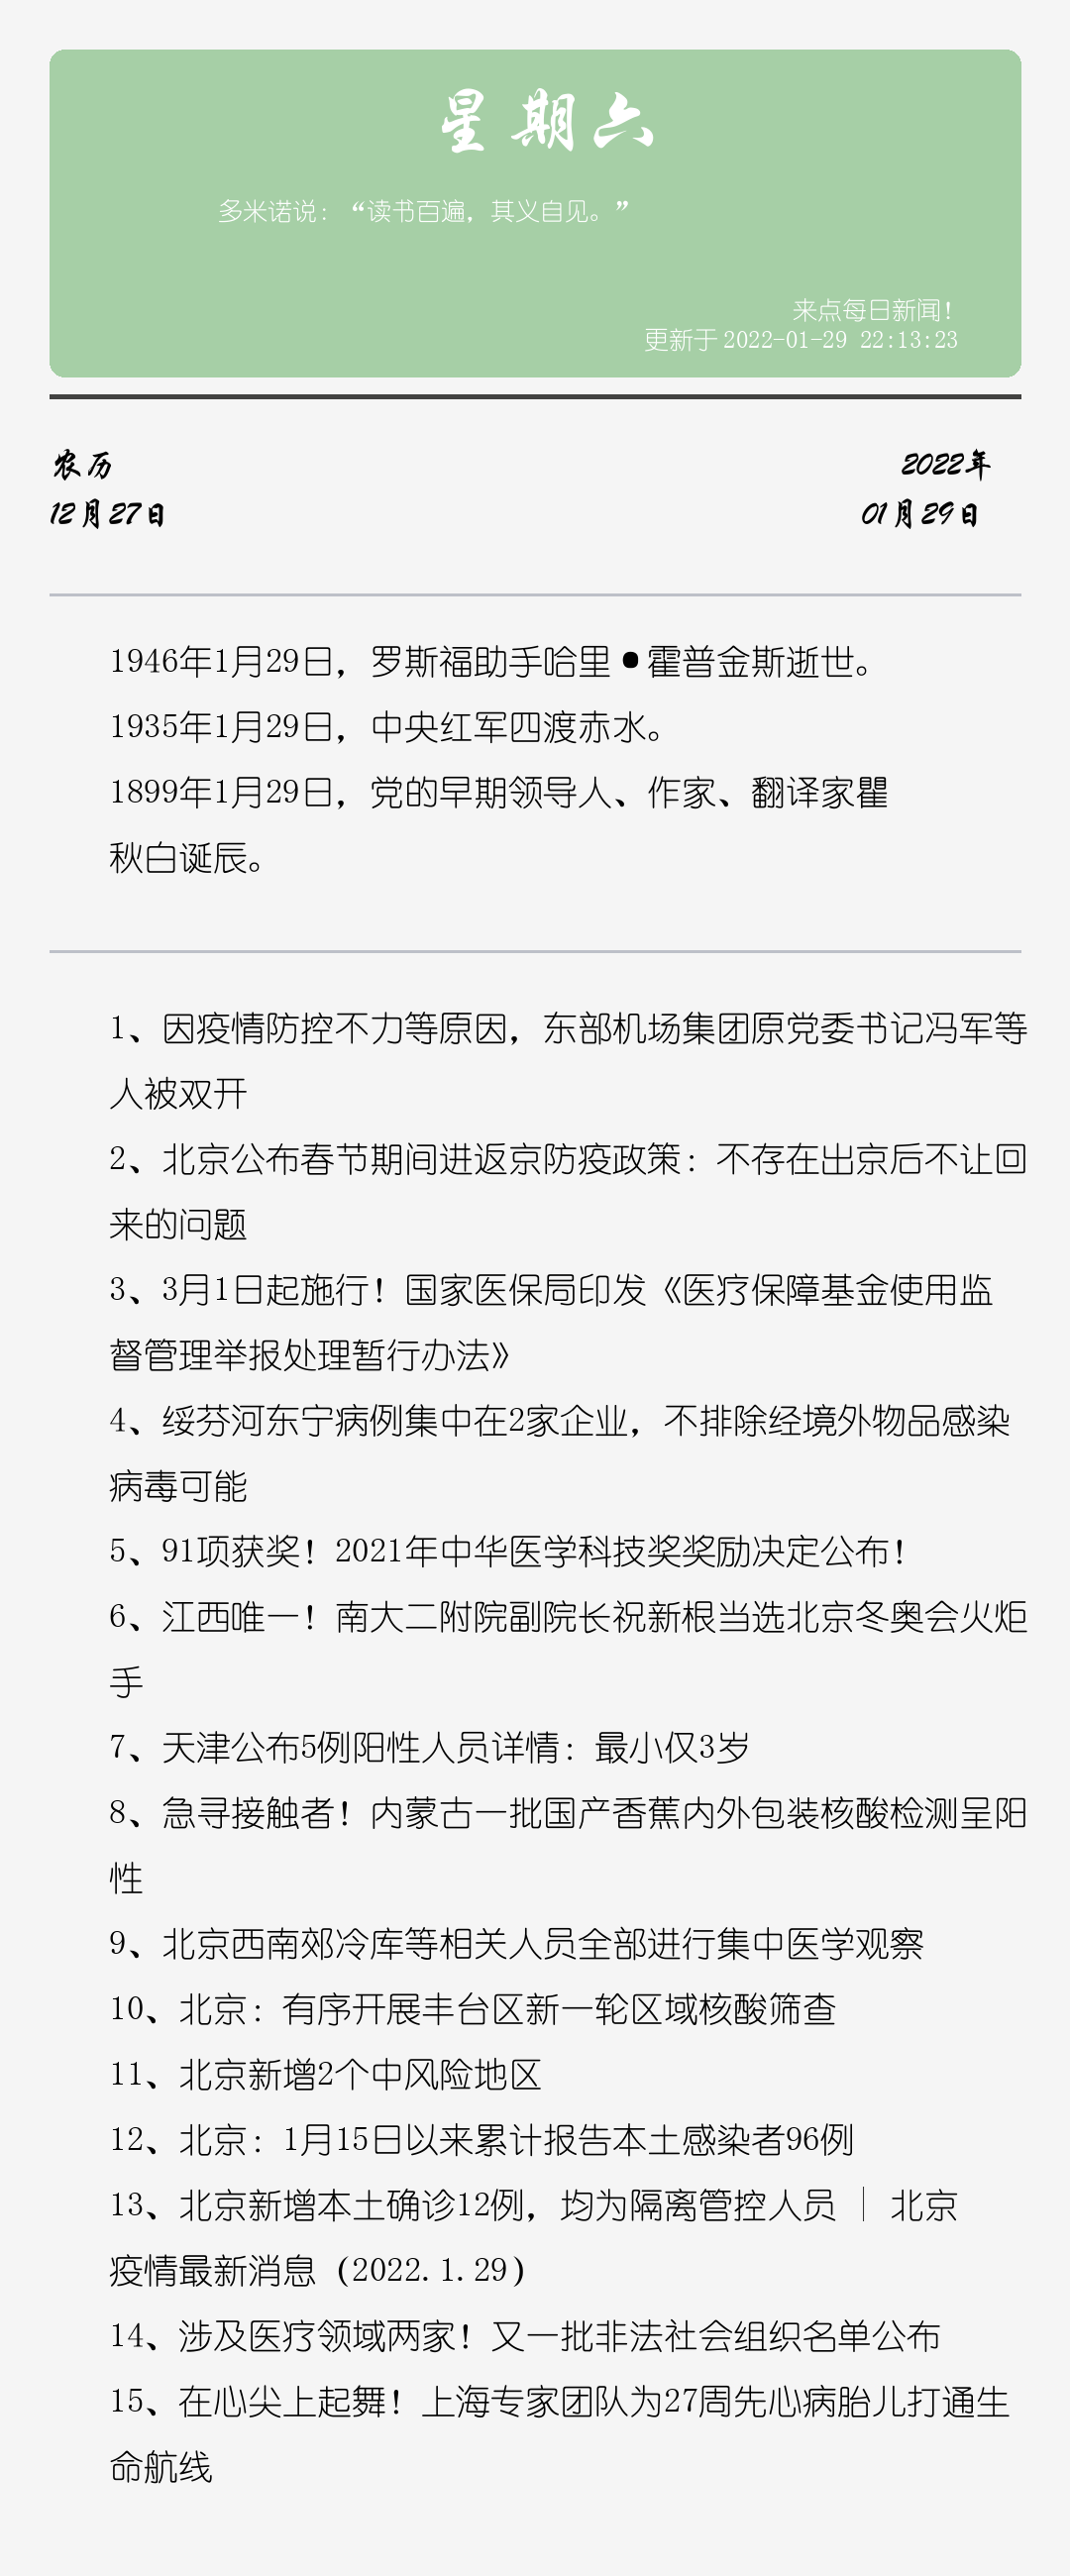 星期六
多米诺说：“读书百遍，其义自见。”
来点每日新闻！
更新于 2022-01-29 22:13:23
农历
2022年
12月27日
01月29日
1946年1月29日，罗斯福助手哈里•霍普金斯逝世。
1935年1月29日，中央红军四渡赤水。
1899年1月29日，党的早期领导人、作家、翻译家瞿
秋白诞辰。
1、因疫情防控不力等原因，东部机场集团原党委书记冯军等
人被双开
2、北京公布春节期间进返京防疫政策：不存在出京后不让回
来的问题
3、3月1日起施行！国家医保局印发《医疗保障基金使用监
督管理举报处理暂行办法》
4、绥芬河东宁病例集中在2家企业，不排除经境外物品感染
病毒可能
5、91项获奖！2021年中华医学科技奖奖励决定公布！
6、江西唯一！南大二附院副院长祝新根当选北京冬奥会火炬
手
7、天津公布5例阳性人员详情：最小仅3岁
8、急寻接触者！内蒙古一批国产香蕉内外包装核酸检测呈阳
性
9、北京西南郊冷库等相关人员全部进行集中医学观察
10、北京：有序开展丰台区新一轮区域核酸筛查
11、北京新增2个中风险地区
12、北京：1月15日以来累计报告本土感染者96例
13、北京新增本土确诊12例，均为隔离管控人员 ｜ 北京
疫情最新消息（2022.1.29）
14、涉及医疗领域两家！又一批非法社会组织名单公布
15、在心尖上起舞！上海专家团队为27周先心病胎儿打通生
命航线